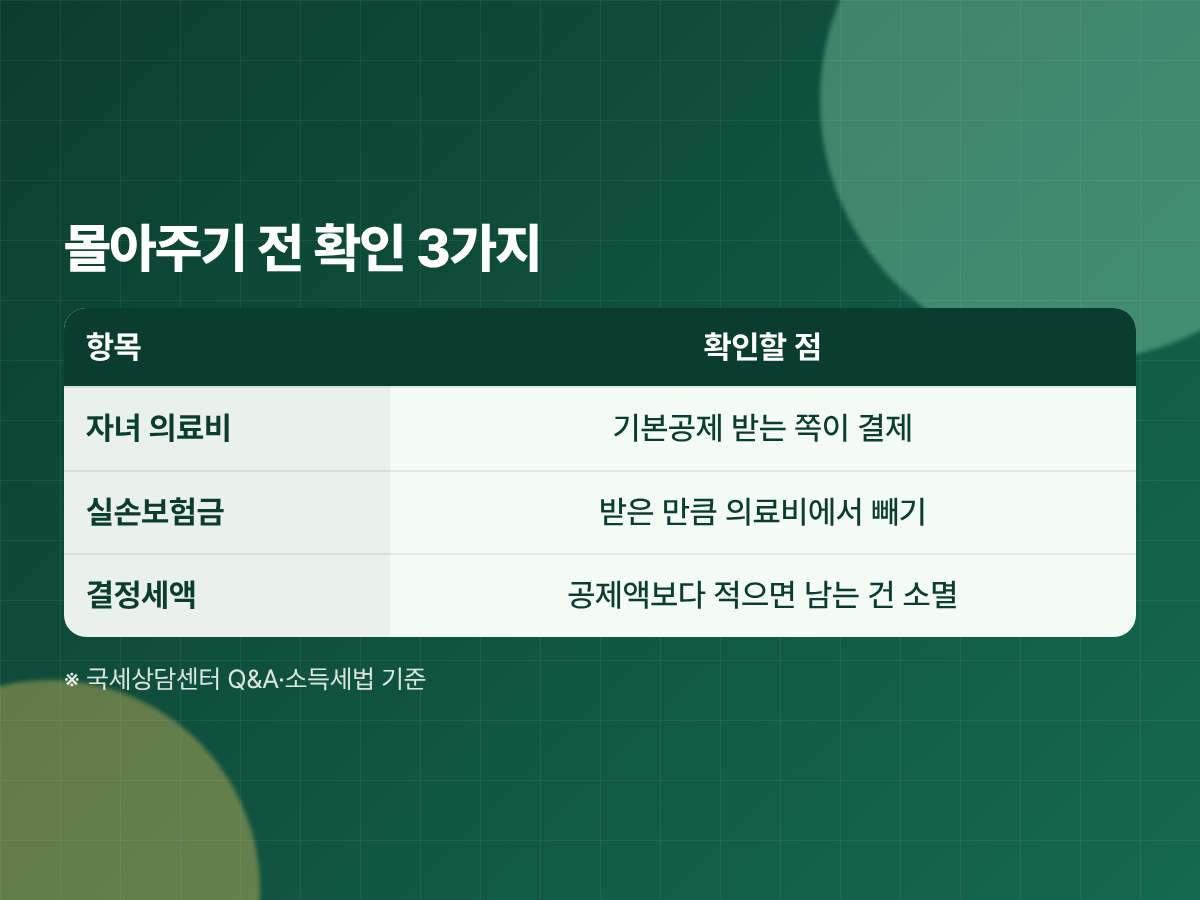 몰아주기 전 확인 3가지
항목 확인할 점
자녀 의료비 기본공제 받는 쪽이 결제
실손보험금 받은 만큼 의료비에서 빼기
결정세액 공제액보다 적으면 남는 건 소멸
※ 국세상담센터 Q&A·소득세법 기준